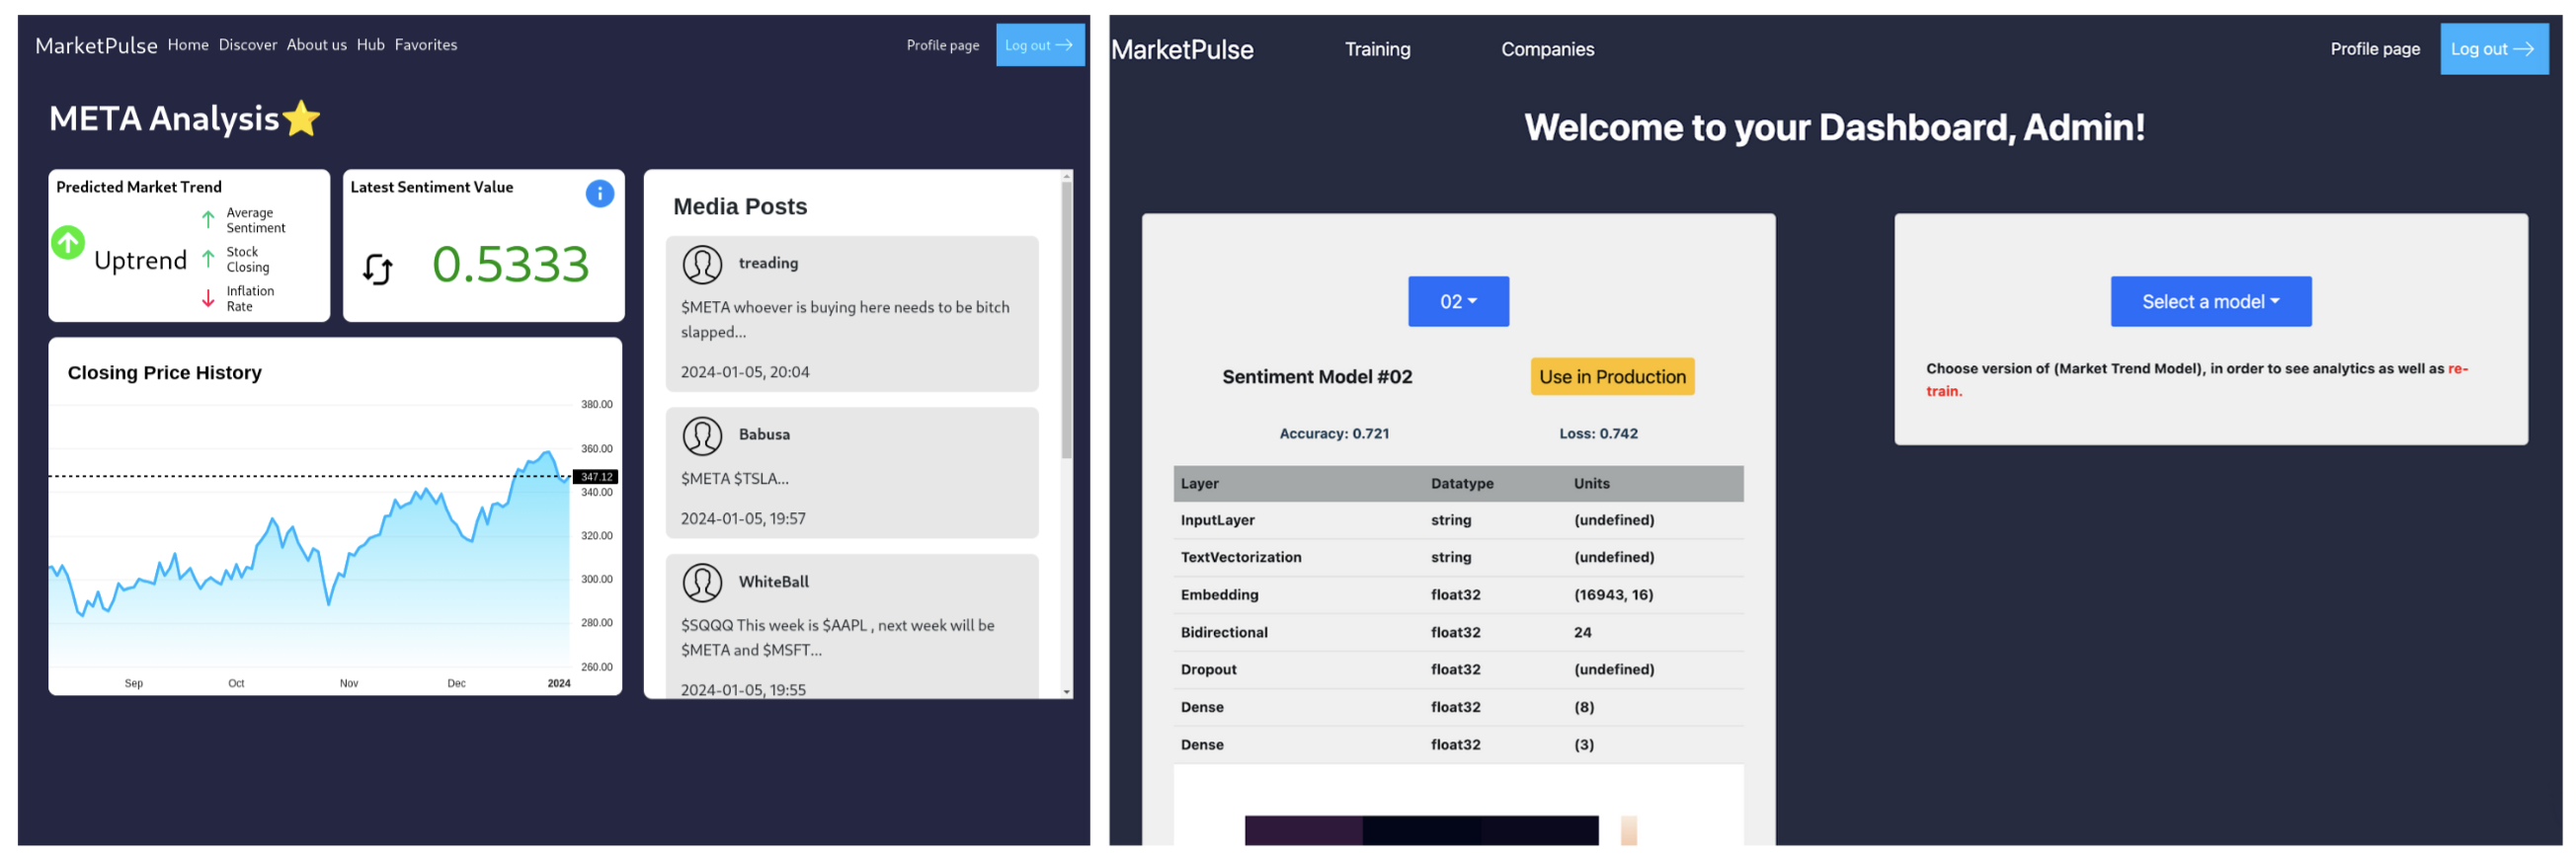 MarketPulse Home Discover About us Hub Favorites Profile page Log out →
META Analysis⭐
Predicted Market Trend
Uptrend
↑ Average
Sentiment
↑ Stock
Closing
↓ Inflation
Rate
Latest Sentiment Value
i
0.5333
Closing Price History
380.00
360.00
347.12
340.00
320.00
300.00
280.00
260.00
Sep Oct Nov Dec 2024
Media Posts
treading
$META whoever is buying here needs to be bitch
slapped...
2024-01-05, 20:04
Babusa
$META $TSLA...
2024-01-05, 19:57
WhiteBall
$SQQQ This week is $AAPL , next week will be
$META and $MSFT...
2024-01-05, 19:55
MarketPulse Training Companies Profile page Log out →
Welcome to your Dashboard, Admin!
02
Sentiment Model #02 Use in Production
Accuracy: 0.721 Loss: 0.742
Layer Datatype Units
InputLayer string (undefined)
TextVectorization string (undefined)
Embedding float32 (16943, 16)
Bidirectional float32 24
Dropout float32 (undefined)
Dense float32 (8)
Dense float32 (3)
Select a model
Choose version of (Market Trend Model), in order to see analytics as well as re-
train.